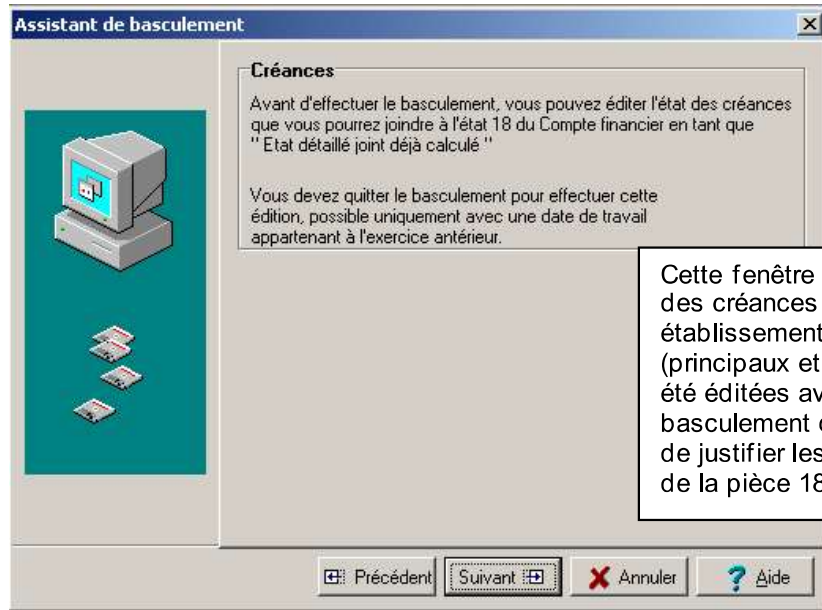 Assistant de basculement
Créances
Avant d'effectuer le basculement, vous pouvez éditer l'état des créances
que vous pourrez joindre à l'état 18 du Compte financier en tant que
" Etat détaillé joint déjà calculé "
Vous devez quitter le basculement pour effectuer cette
édition, possible uniquement avec une date de travail
appartenant à l'exercice antérieur.
Cette fenêtre
des créances
établissement
(principaux et
été éditées av
basculement
de justifier les
de la pièce 18
Précédent
Suivant
Annuler
Aide